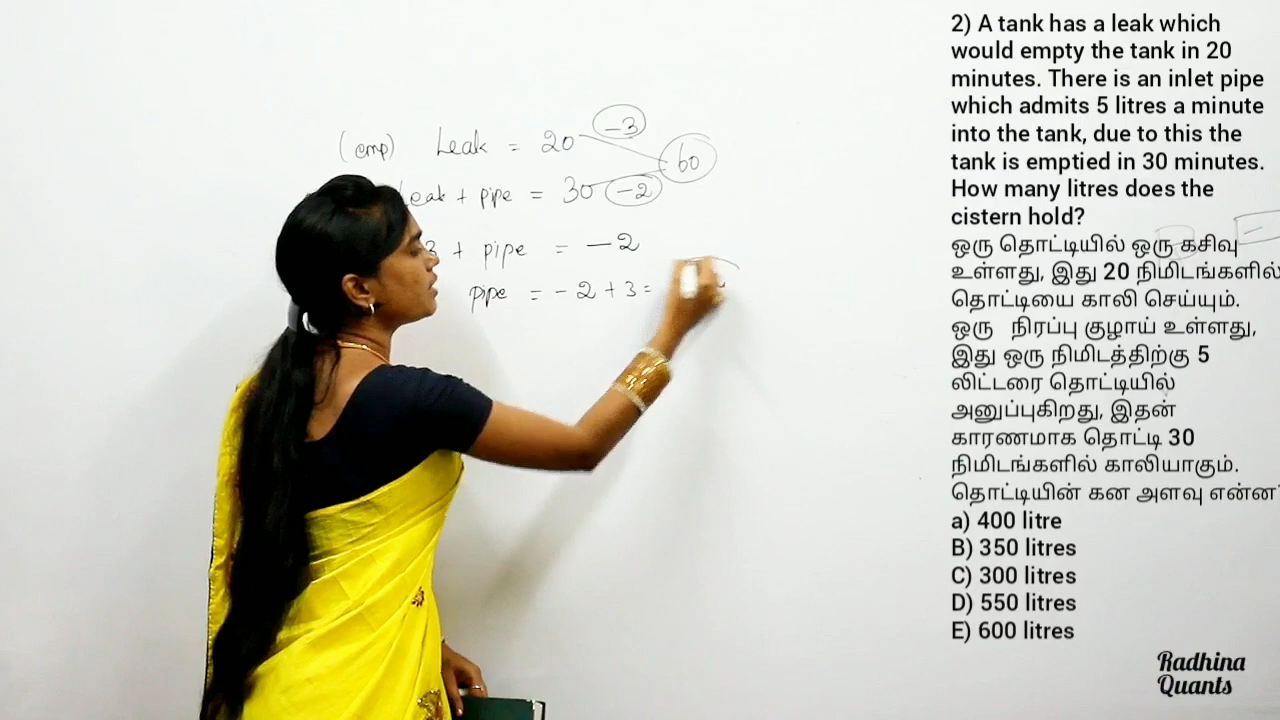 (emp) Leak = 20 -3
60
Leak + pipe = 30 -2
3 + pipe = -2
pipe = -2 + 3 =
2) A tank has a leak which
would empty the tank in 20
minutes. There is an inlet pipe
which admits 5 litres a minute
into the tank, due to this the
tank is emptied in 30 minutes.
How many litres does the
cistern hold?
ஒரு தொட்டியில் ஒரு கசிவு
உள்ளது, இது 20 நிமிடங்களில்
தொட்டியை காலி செய்யும்.
ஒரு நிரப்பு குழாய் உள்ளது,
இது ஒரு நிமிடத்திற்கு 5
லிட்டரை தொட்டியில்
அனுப்புகிறது, இதன்
காரணமாக தொட்டி 30
நிமிடங்களில் காலியாகும்.
தொட்டியின் கன அளவு என்ன
a) 400 litre
B) 350 litres
C) 300 litres
D) 550 litres
E) 600 litres
Radhina
Quants